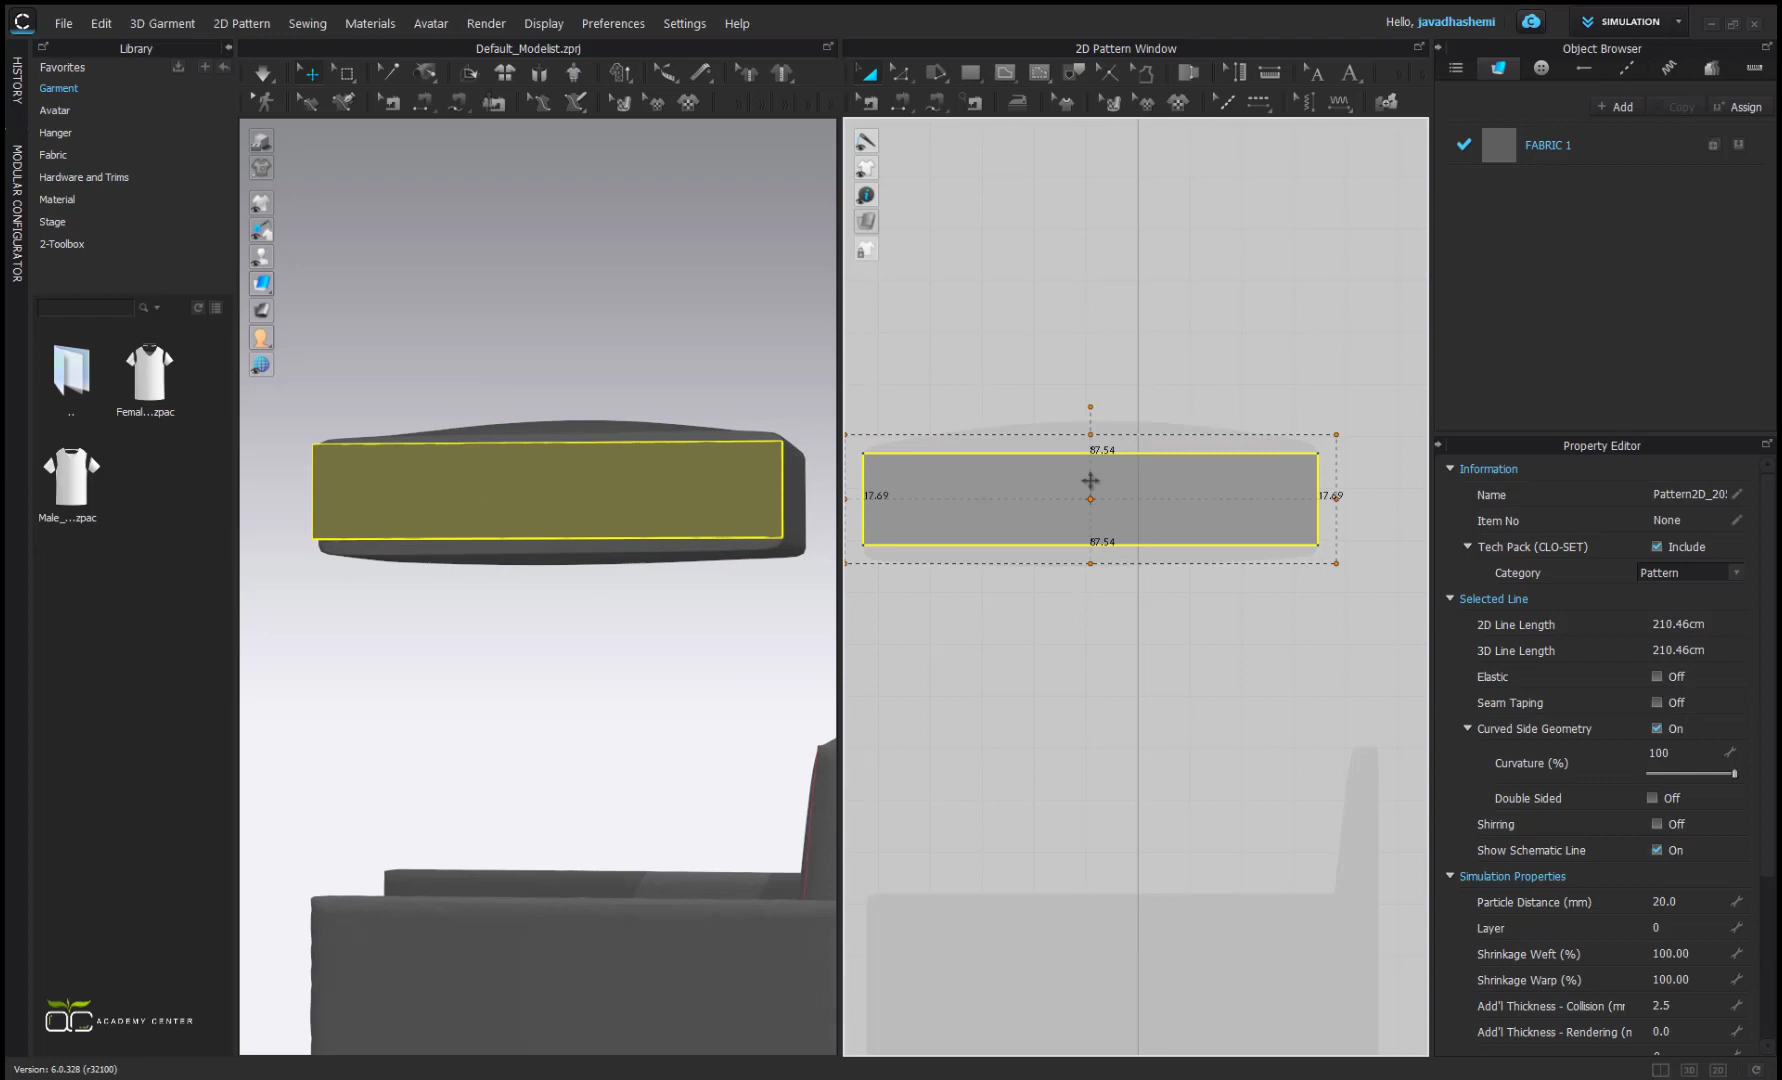 File Edit 3D Garment 2D Pattern Sewing Materials Avatar Render Display Preferences Settings Help
Hello, javadhashemi
SIMULATION
HISTORY
MODULAR CONFIGURATOR
Library
Favorites
Garment
Avatar
Hanger
Fabric
Hardware and Trims
Material
Stage
2-Toolbox
..
Femal...zpac
Male_...zpac
ACADEMY CENTER
Default_Modelist.zprj
2D Pattern Window
87.54
17.69
17.69
87.54
Object Browser
Add Copy Assign
FABRIC 1
Property Editor
Information
Name Pattern2D_20
Item No None
Tech Pack (CLO-SET) Include
Category Pattern
Selected Line
2D Line Length 210.46cm
3D Line Length 210.46cm
Elastic Off
Seam Taping Off
Curved Side Geometry On
100
Curvature (%)
Double Sided Off
Shirring Off
Show Schematic Line On
Simulation Properties
Particle Distance (mm) 20.0
Layer 0
Shrinkage Weft (%) 100.00
Shrinkage Warp (%) 100.00
Add'l Thickness - Collision (mr 2.5
Add'l Thickness - Rendering (n 0.0
Version: 6.0.328 (r32100)
3D 2D